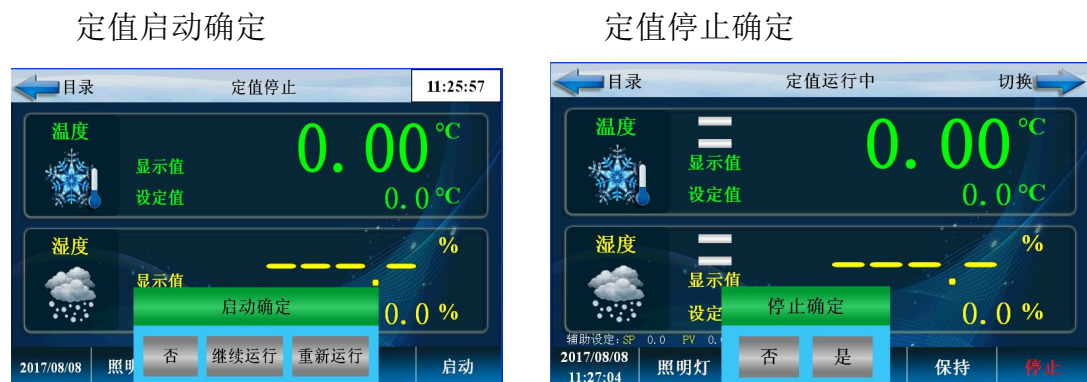 定值启动确定
定值停止确定
目录
定值停止
11:25:57
温度
0.00 °C
显示值
设定值
0.0 °C
湿度
%
显示值
---.-
启动确定
0.0 %
否
继续运行
重新运行
2017/08/08
照明
启动
目录
定值运行中
切换
温度
0.00 °C
显示值
设定值
0.0 °C
湿度
%
显示值
---.-
设定
停止确定
0.0 %
辅助设定:SP 0.0 PV 0.
否
是
2017/08/08
11:27:04
照明灯
保持
停止